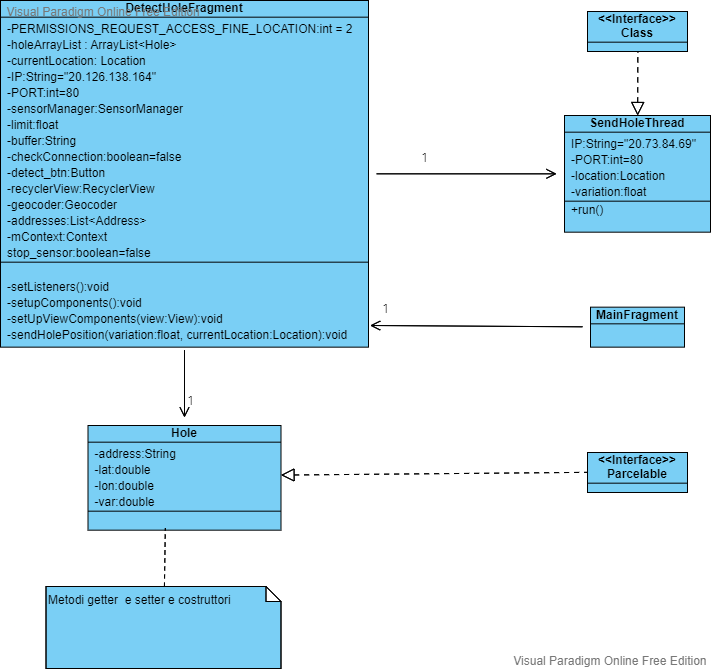 Visual Paradigm Online Free Edition
DetectHoleFragment
-PERMISSIONS_REQUEST_ACCESS_FINE_LOCATION:int = 2
-holeArrayList : ArrayList<Hole>
-currentLocation: Location
-IP:String="20.126.138.164"
-PORT:int=80
-sensorManager:SensorManager
-limit:float
-buffer:String
-checkConnection:boolean=false
-detect_btn:Button
-recyclerView:RecyclerView
-geocoder:Geocoder
-addresses:List<Address>
-mContext:Context
stop_sensor:boolean=false
-setListeners():void
-setupComponents():void
-setUpViewComponents(view:View):void
-sendHolePosition(variation:float, currentLocation:Location):void
<<Interface>>
Class
1
SendHoleThread
IP:String="20.73.84.69"
-PORT:int=80
-location:Location
-variation:float
+run()
1
MainFragment
1
Hole
-address:String
-lat:double
-lon:double
-var:double
<<Interface>>
Parcelable
Metodi getter  e setter e costruttori
Visual Paradigm Online Free Edition